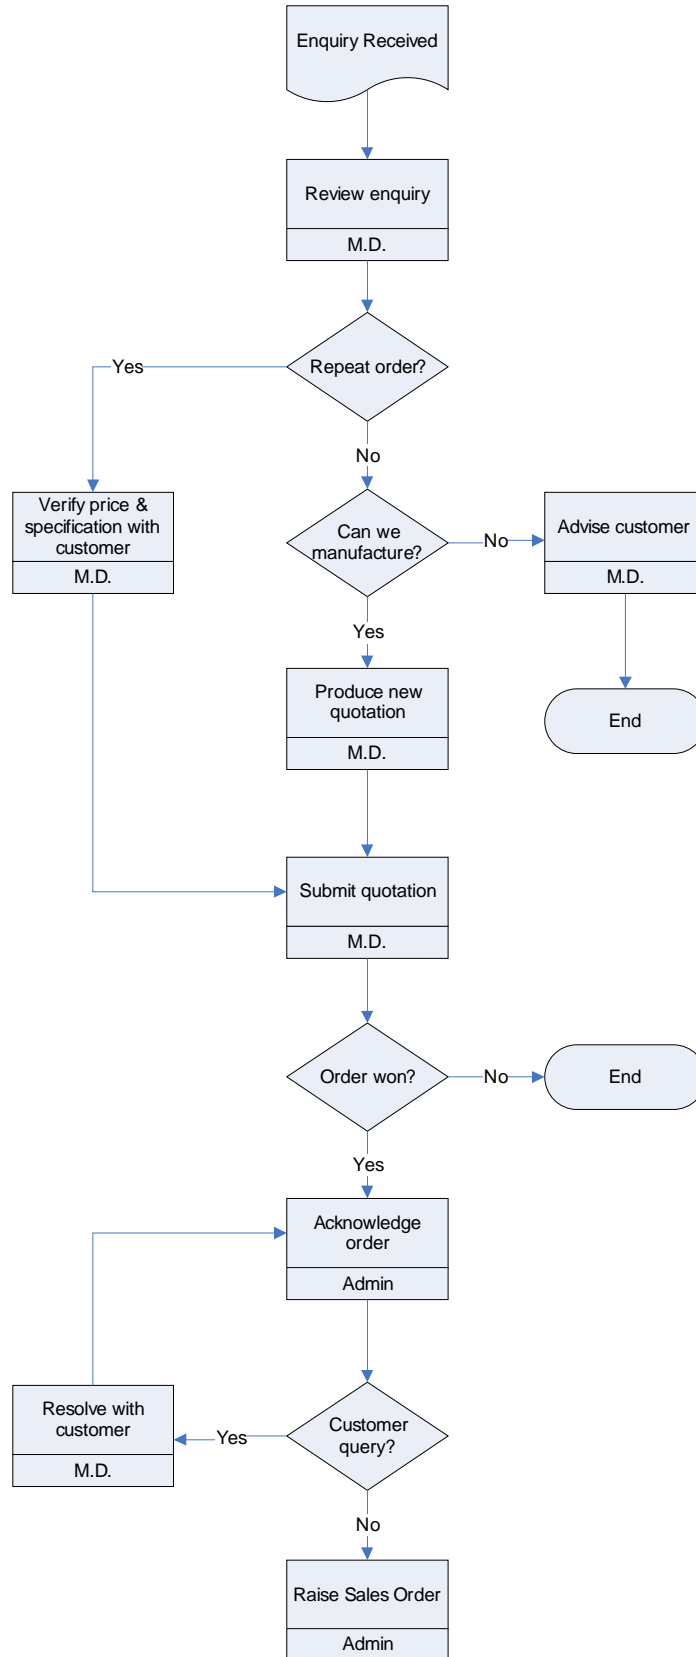 Enquiry Received
Review enquiry
M.D.
Repeat order?
Yes
No
Verify price &
specification with
customer
M.D.
Can we
manufacture?
No
Advise customer
M.D.
Yes
Produce new
quotation
M.D.
End
Submit quotation
M.D.
Order won?
No
End
Yes
Acknowledge
order
Admin
Resolve with
customer
M.D.
Yes
Customer
query?
No
Raise Sales Order
Admin